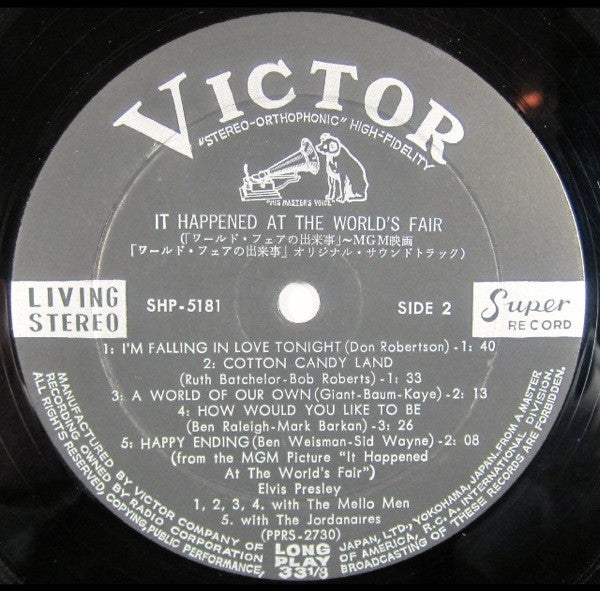 VICTOR
"STEREO-ORTHOPHONIC" HIGH-FIDELITY
"HIS MASTER'S VOICE"
IT HAPPENED AT THE WORLD'S FAIR
(「ワールド・フェアの出来事」~MGM映画
「ワールド・フェアの出来事」オリジナル・サウンドトラック)
LIVING
STEREO
SHP-5181
SIDE 2
Super
RECORD
1: I'M FALLING IN LOVE TONIGHT (Don Robertson) -1: 40
2: COTTON CANDY LAND
(Ruth Batchelor-Bob Roberts) -1: 33
3: A WORLD OF OUR OWN (Giant-Baum-Kaye) -2: 13
4: HOW WOULD YOU LIKE TO BE
(Ben Raleigh-Mark Barkan) -3: 26
5: HAPPY ENDING (Ben Weisman-Sid Wayne) -2: 08
(from the MGM Picture "It Happened
At The World's Fair")
Elvis Presley
1, 2, 3, 4. with The Mello Men
5. with The Jordanaires
(PPRS-2730)
LONG
PLAY
33 1/3
MANUFACTURED BY VICTOR COMPANY OF JAPAN, LTD., YOKOHAMA, JAPAN. FROM A MASTER
RECORDING OWNED BY RADIO CORPORATION OF AMERICA, R.C.A. INTERNATIONAL DIVISION.
ALL RIGHTS RESERVED, COPYING, PUBLIC PERFORMANCE, BROADCASTING OF THESE RECORDS ARE FORBIDDEN.